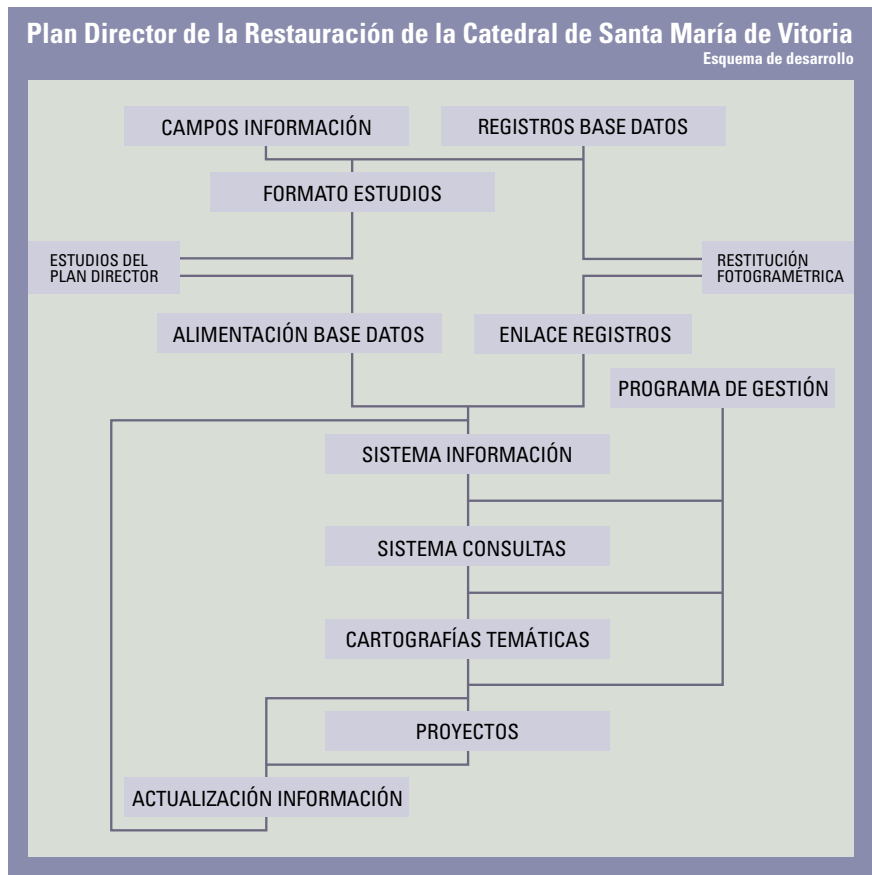 Plan Director de la Restauración de la Catedral de Santa María de Vitoria
Esquema de desarrollo
CAMPOS INFORMACIÓN
REGISTROS BASE DATOS
FORMATO ESTUDIOS
ESTUDIOS DEL
PLAN DIRECTOR
RESTITUCIÓN
FOTOGRAMÉTRICA
ALIMENTACIÓN BASE DATOS
ENLACE REGISTROS
PROGRAMA DE GESTIÓN
SISTEMA INFORMACIÓN
SISTEMA CONSULTAS
CARTOGRAFÍAS TEMÁTICAS
PROYECTOS
ACTUALIZACIÓN INFORMACIÓN